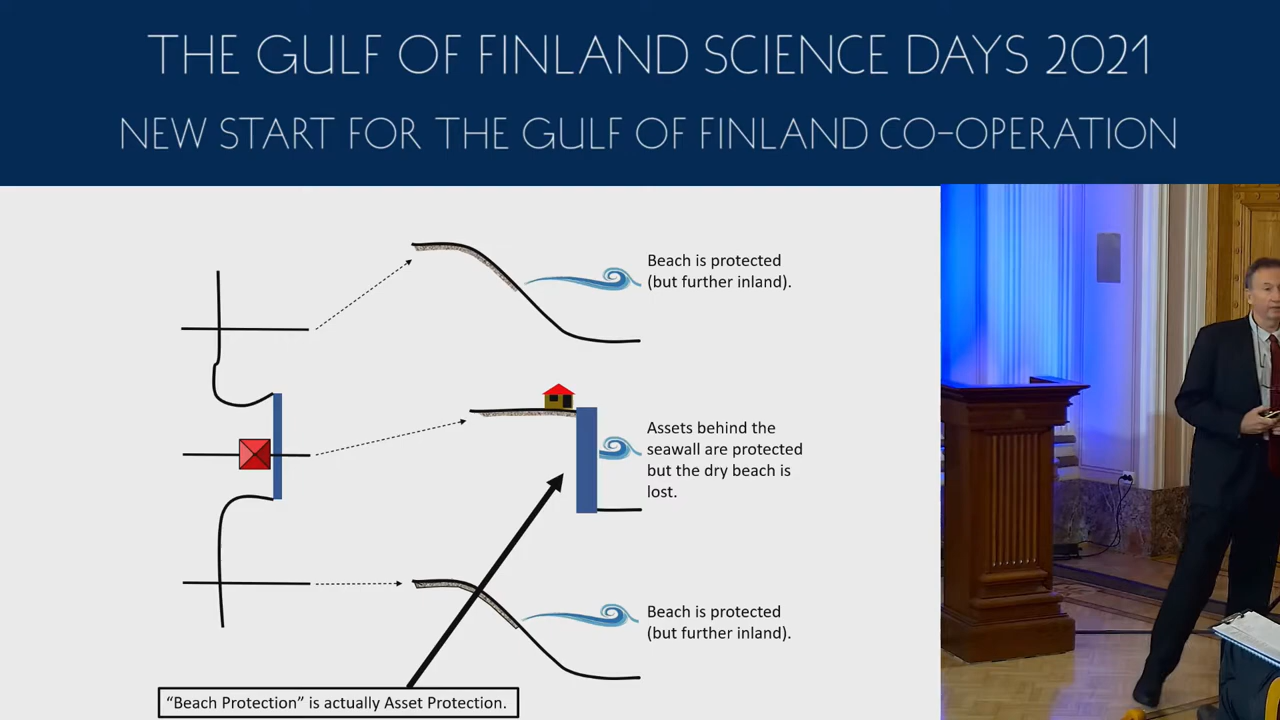 THE GULF OF FINLAND SCIENCE DAYS 2021
NEW START FOR THE GULF OF FINLAND CO-OPERATION
Beach is protected
(but further inland).
Assets behind the
seawall are protected
but the dry beach is
lost.
Beach is protected
(but further inland).
“Beach Protection” is actually Asset Protection.